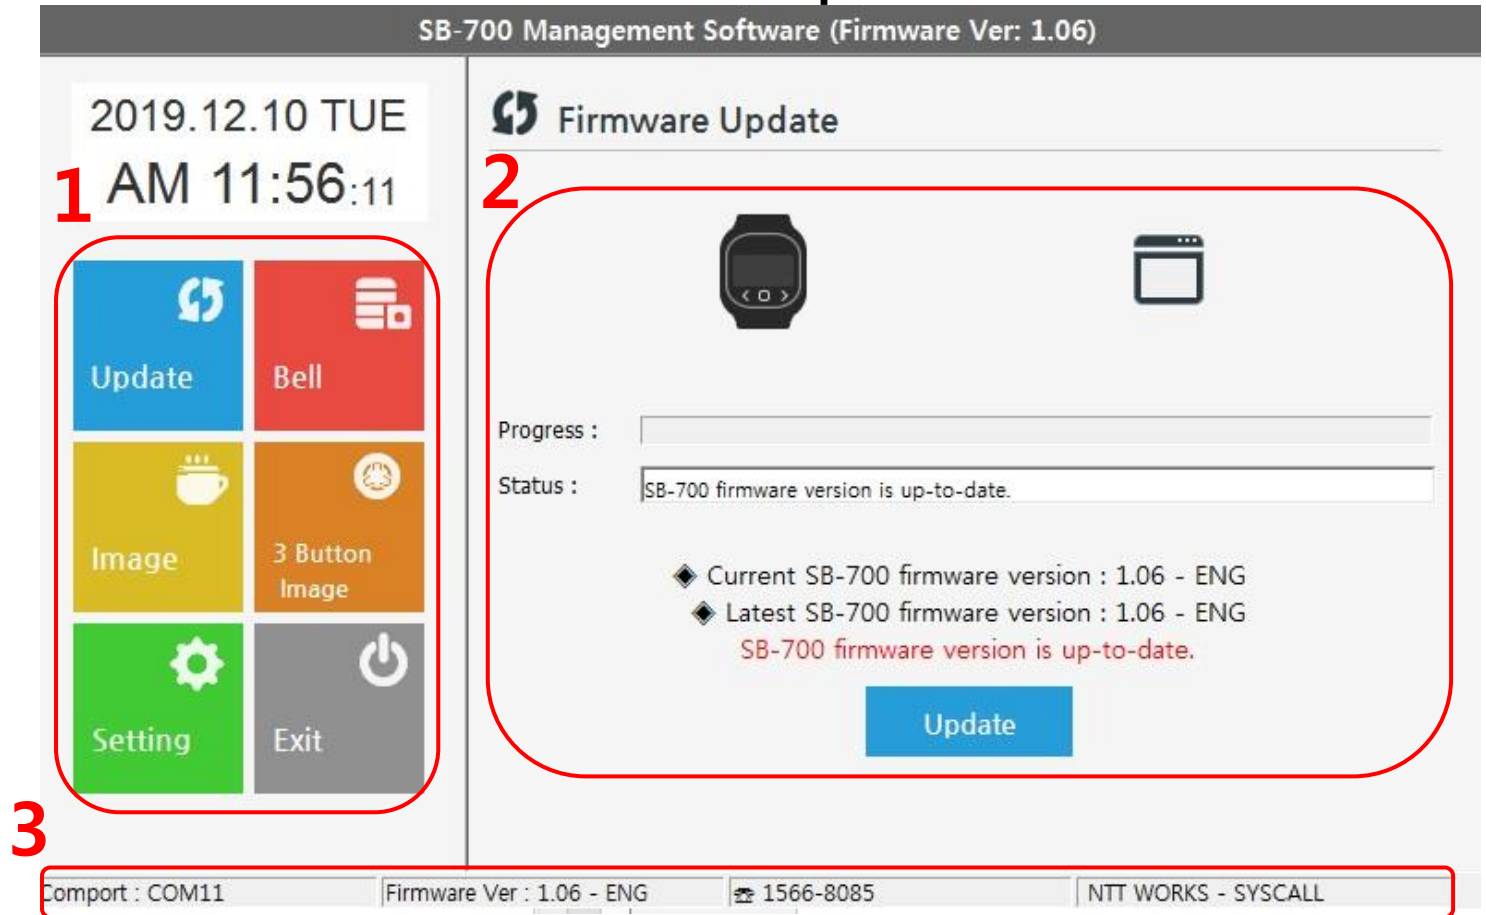 SB-700 Management Software (Firmware Ver: 1.06)
2019.12.10 TUE
AM 11:56:11
1
Update
Bell
Image
3 Button
Image
Setting
Exit
Firmware Update
2
Progress :
Status :
SB-700 firmware version is up-to-date.
◈ Current SB-700 firmware version : 1.06 - ENG
◈ Latest SB-700 firmware version : 1.06 - ENG
SB-700 firmware version is up-to-date.
Update
3
Comport : COM11
Firmware Ver : 1.06 - ENG
☎ 1566-8085
NTT WORKS - SYSCALL